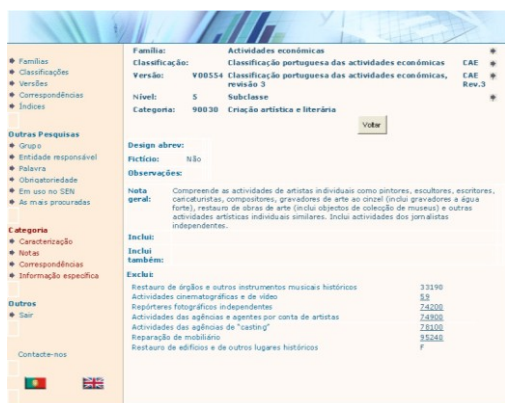 Família: Actividades económicas
Classificação: Classificação portuguesa das actividades económicas CAE
Versão: V00554 Classificação portuguesa das actividades económicas, revisão 3 CAE Rev.3
Nível: 5 Subclasse
Categoria: 90030 Criação artística e literária
Voltar
Famílias
Classificações
Versões
Correspondências
Índices
Outras Pesquisas
Grupo
Entidade responsável
Palavra
Obrigatoriedade
Em uso no SEN
As mais procuradas
Categoria
Caracterização
Notas
Correspondências
Informação específica
Outros
Sair
Contacte-nos
Design abrev:
Fictício: Não
Observações:
Nota geral: Compreende as actividades de artistas individuais como pintores, escultores, escritores,
caricaturistas, compositores, gravadores de arte ao cinzel (inclui gravadores a água
forte), restauro de obras de arte (inclui objectos de colecção de museus) e outras
actividades artísticas individuais similares. Inclui actividades dos jornalistas
independentes.
Inclui:
Inclui também:
Exclui:
Restauro de órgãos e outros instrumentos musicais históricos 33190
Actividades cinematográficas e de vídeo 59
Repórteres fotográficos independentes 74200
Actividades das agências e agentes por conta de artistas 74900
Actividades das agências de "casting" 78100
Reparação de mobiliário 95240
Restauro de edifícios e de outros lugares históricos F